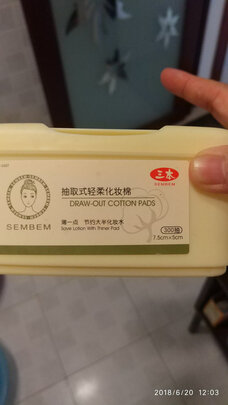 三本
SEMBEM
抽取式轻柔化妆棉
DRAW-OUT COTTON PADS
薄一点 节约大半化妆水
Save Lotion With Thinner Pad
SEMBEM
300抽
7.5cm×5cm
2018/6/20 12:03